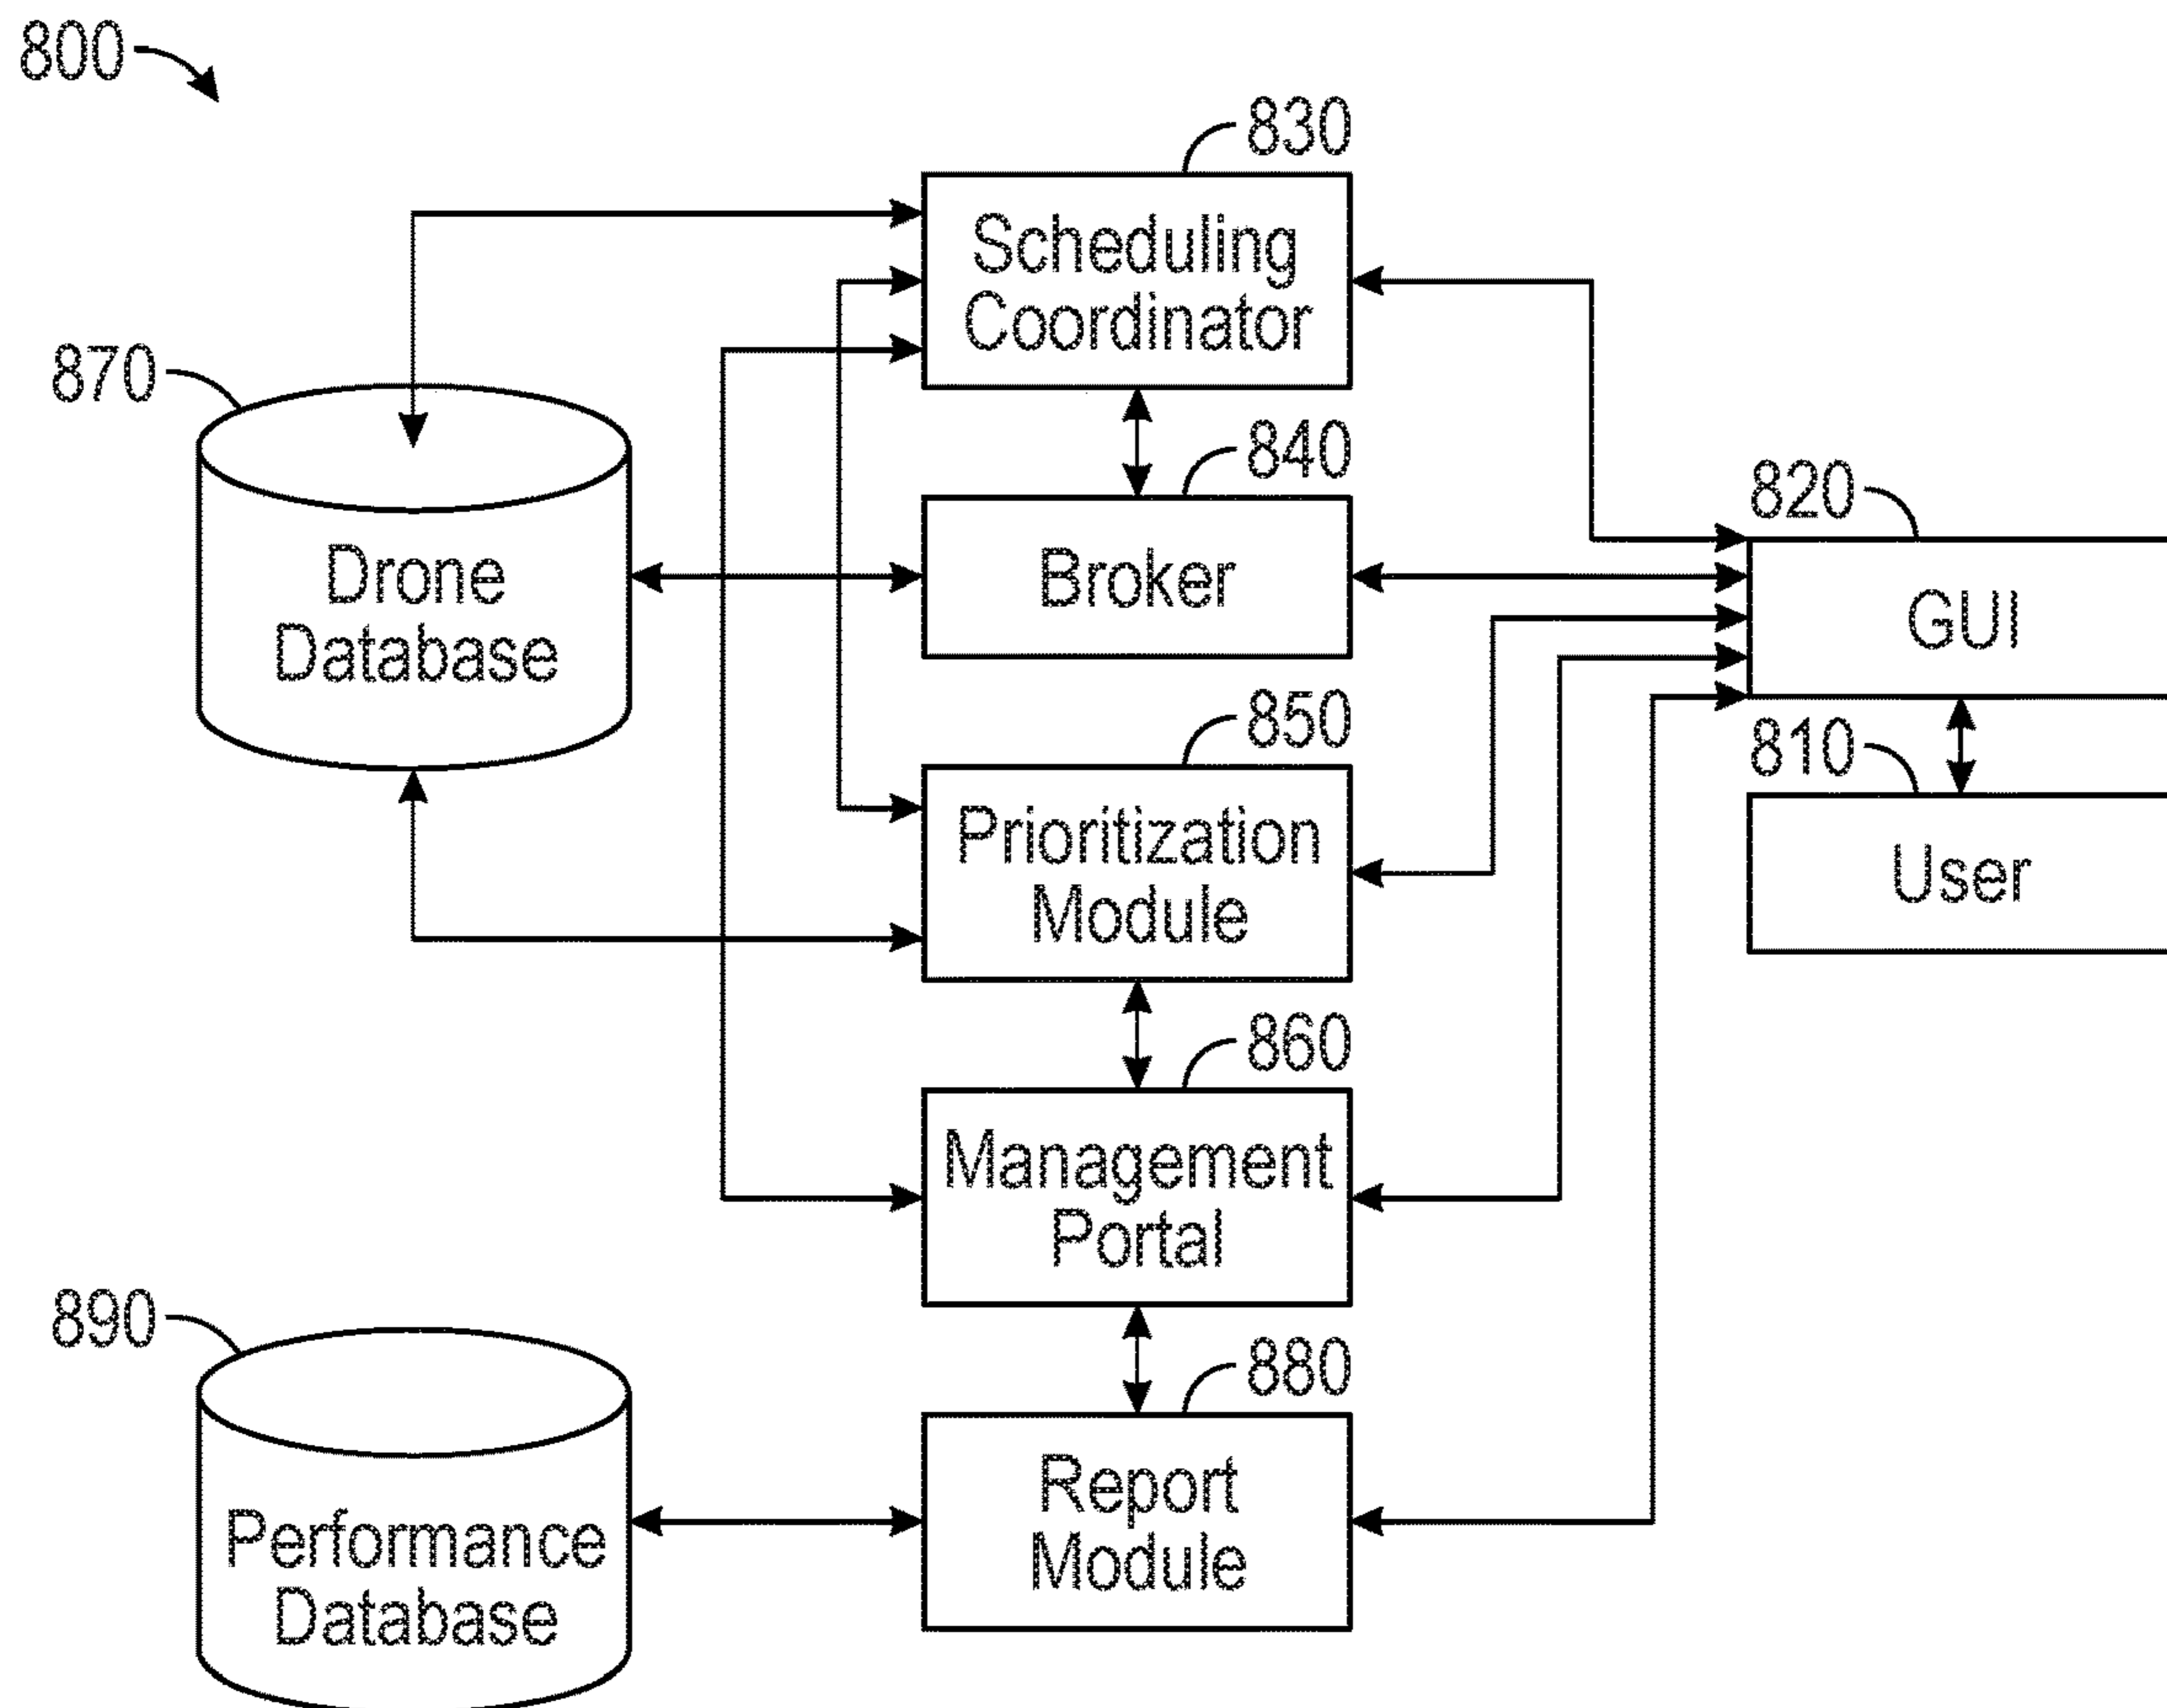 800
830
Scheduling
Coordinator
870
840
820
Drone
Database
Broker
GUI
850
810
Prioritization
Module
User
860
Management
Portal
890
880
Performance
Database
Report
Module